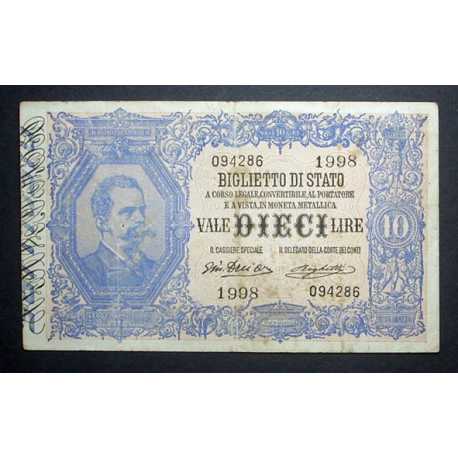 094286 1998
BIGLIETTO DI STATO
A CORSO LEGALE, CONVERTIBILE, AL PORTATORE
E A VISTA, IN MONETA METALLICA
VALE DIECI LIRE
10
IL CASSIERE SPECIALE IL DELEGATO DELLA CORTE DEI CONTI
1998 094286